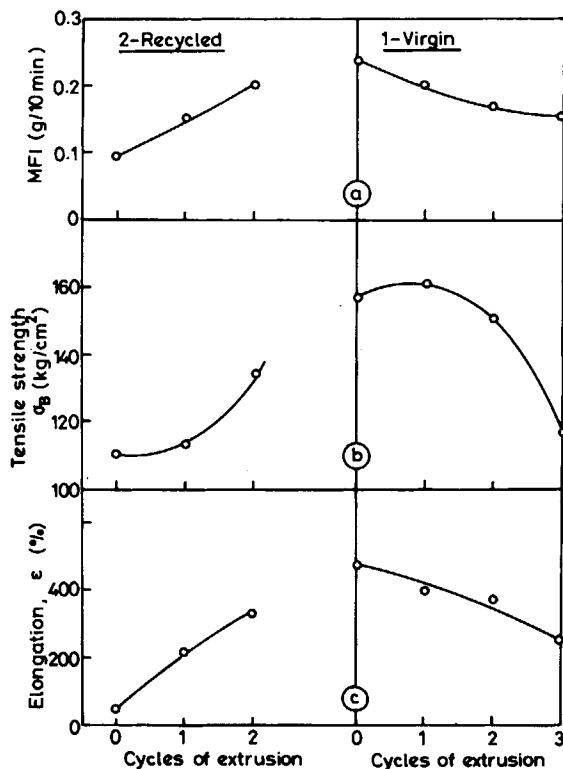 2-Recycled
1-Virgin
MFI (g/10 min)
0.3
0.2
0.1
0
a
Tensile strength
σB (kg/cm²)
160
140
120
100
b
Elongation, ε (%)
400
200
0
c
0 1 2 0 1 2 3
Cycles of extrusion Cycles of extrusion